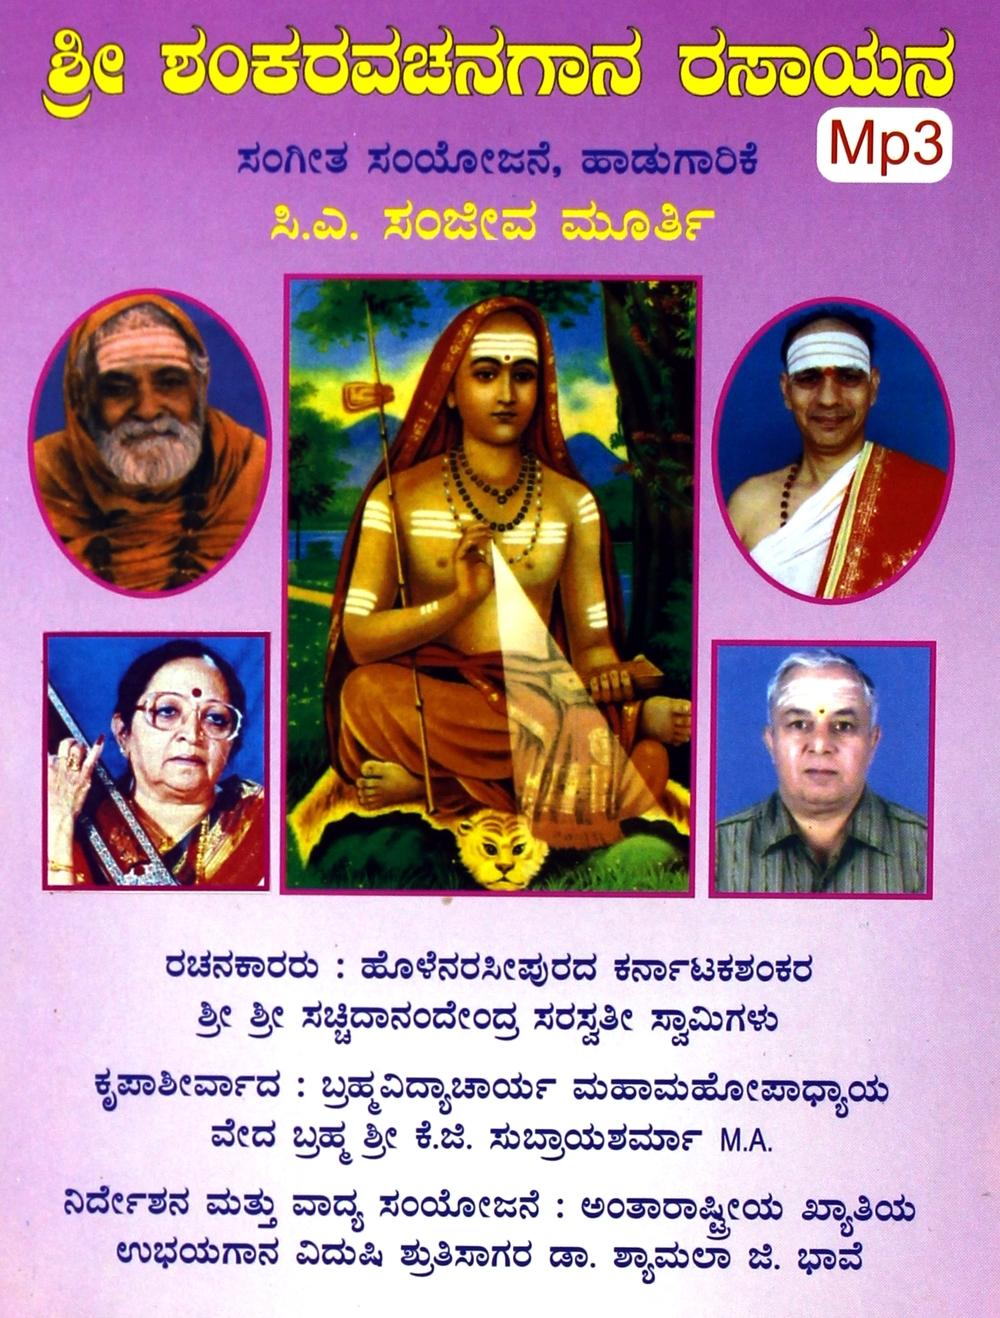 ಶ್ರೀ ಶಂಕರವಚನಗಾನ ರಸಾಯನ
Mp3
ಸಂಗೀತ ಸಂಯೋಜನೆ, ಹಾಡುಗಾರಿಕೆ
ಸಿ.ಎ. ಸಂಜೀವ ಮೂರ್ತಿ
ರಚನಕಾರರು : ಹೊಳೆನರಸೀಪುರದ ಕರ್ನಾಟಕಶಂಕರ
ಶ್ರೀ ಶ್ರೀ ಸಚ್ಚಿದಾನಂದೇಂದ್ರ ಸರಸ್ವತೀ ಸ್ವಾಮಿಗಳು
ಕೃಪಾಶೀರ್ವಾದ : ಬ್ರಹ್ಮವಿದ್ಯಾಚಾರ್ಯ ಮಹಾಮಹೋಪಾಧ್ಯಾಯ
ವೇದ ಬ್ರಹ್ಮ ಶ್ರೀ ಕೆ.ಜಿ. ಸುಬ್ರಾಯಶರ್ಮಾ M.A.
ನಿರ್ದೇಶನ ಮತ್ತು ವಾದ್ಯ ಸಂಯೋಜನೆ : ಅಂತಾರಾಷ್ಟ್ರೀಯ ಖ್ಯಾತಿಯ
ಉಭಯಗಾನ ವಿದುಷಿ ಶ್ರುತಿಸಾಗರ ಡಾ. ಶ್ಯಾಮಲಾ ಜಿ. ಭಾವೆ